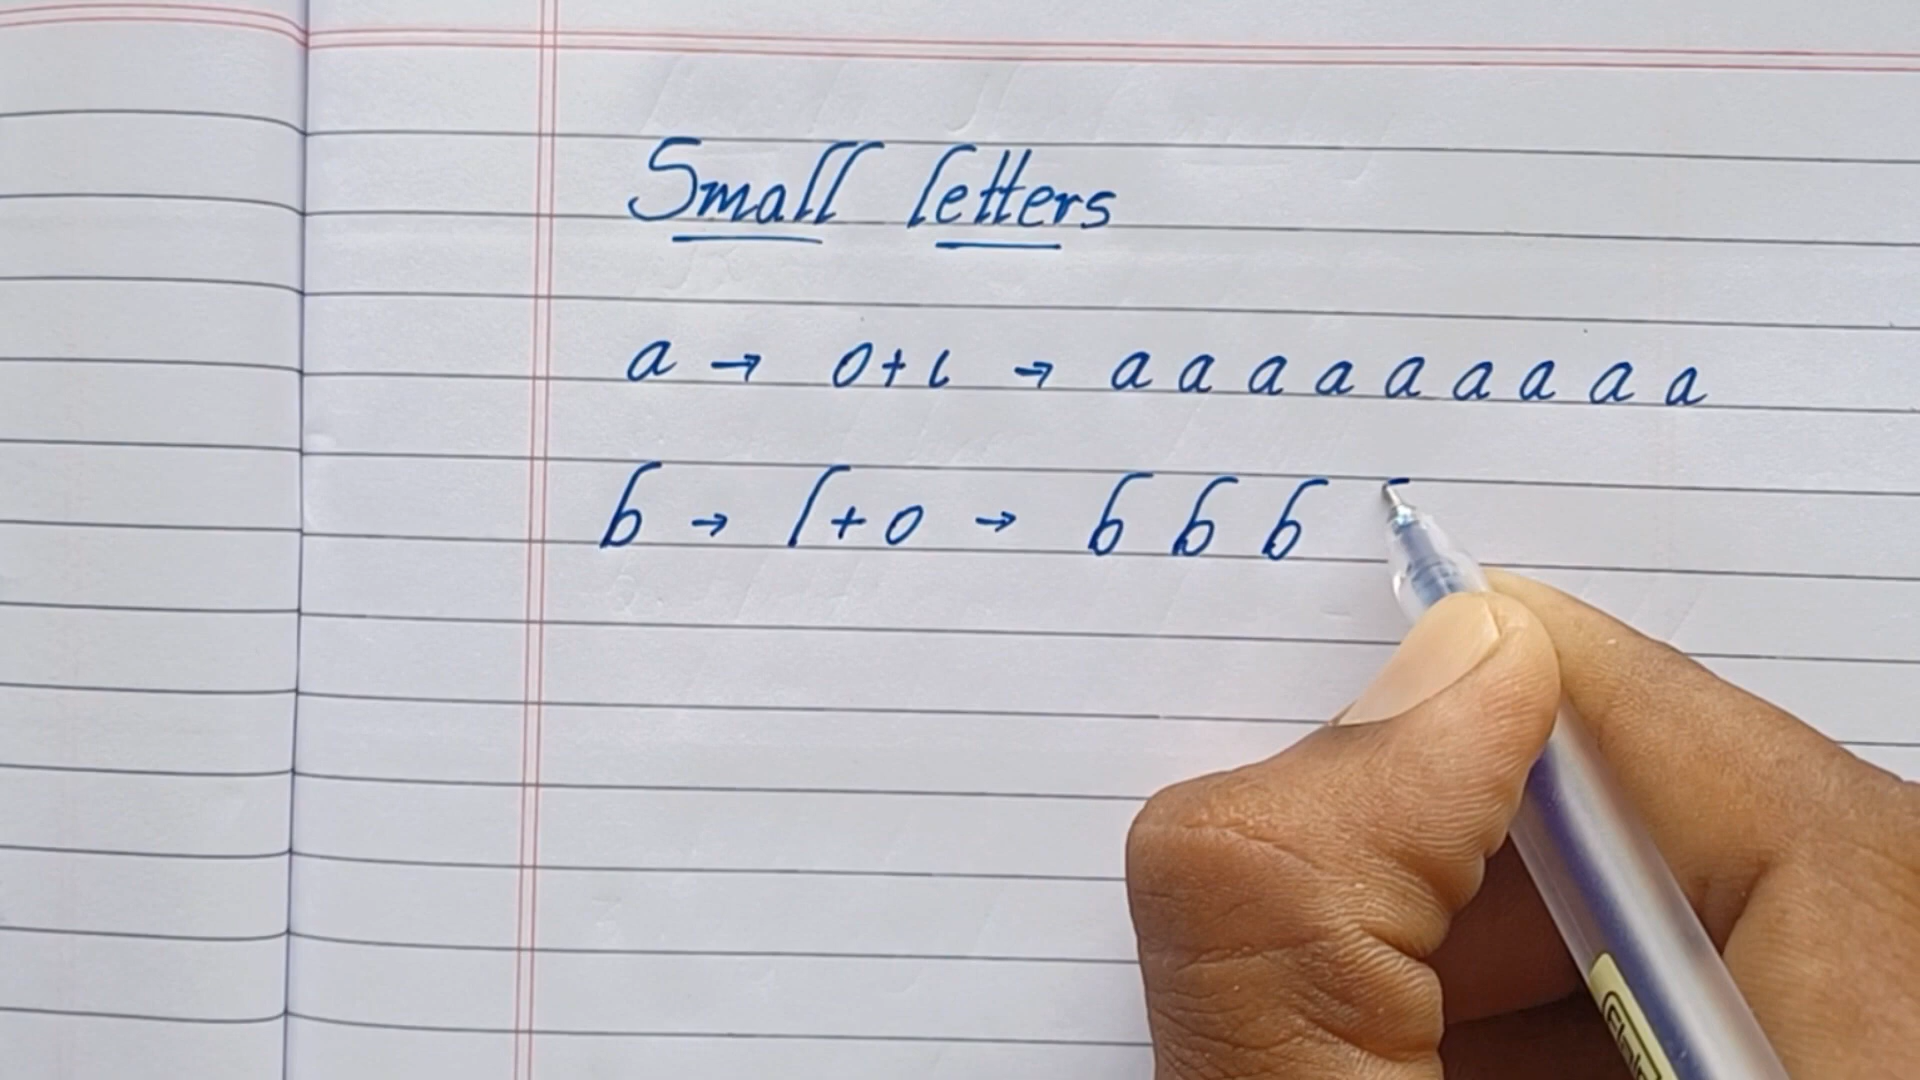 Small letters
a → o + ι → a a a a a a a a a
b → l + o → b b b